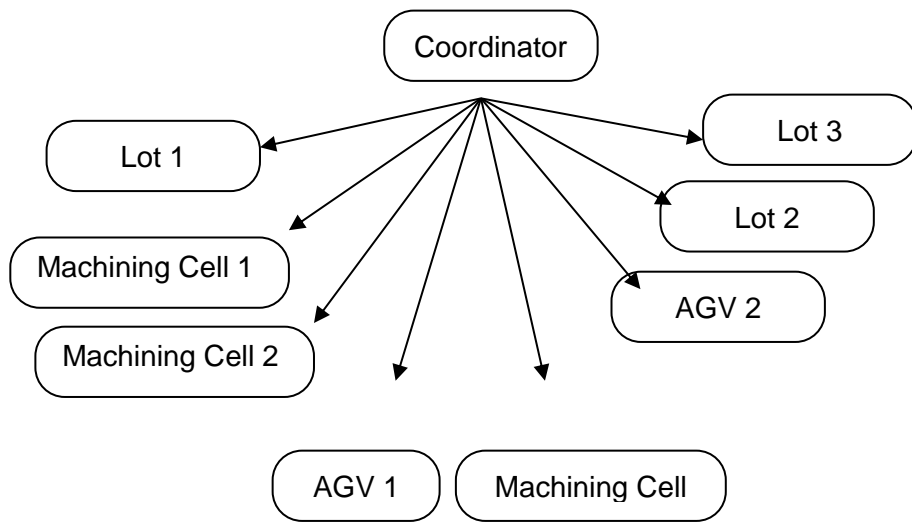 Coordinator
Lot 1
Lot 3
Lot 2
Machining Cell 1
AGV 2
Machining Cell 2
AGV 1
Machining Cell